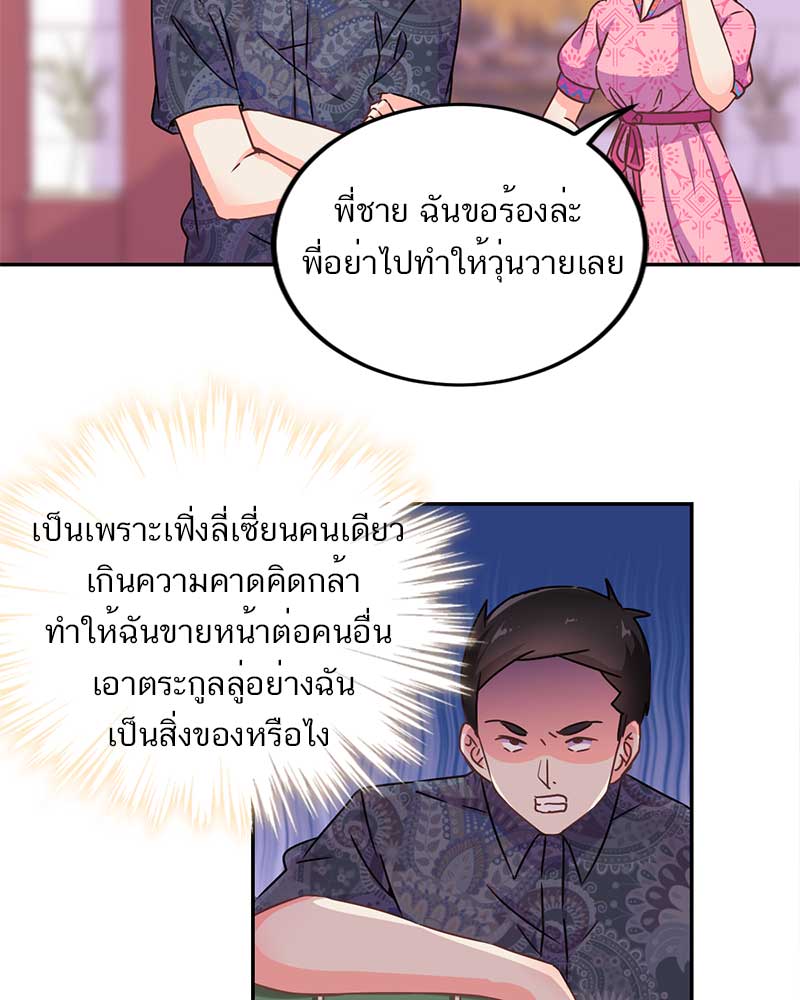 พี่ชาย ฉันขอร้องล่ะ
พี่อย่าไปทำให้วุ่นวายเลย
เป็นเพราะเฟิ่งลี่เซี่ยนคนเดียว
เกินความคาดคิดกล้า
ทำให้ฉันขายหน้าต่อคนอื่น
เอาตระกูลลู่อย่างฉัน
เป็นสิ่งของหรือไง